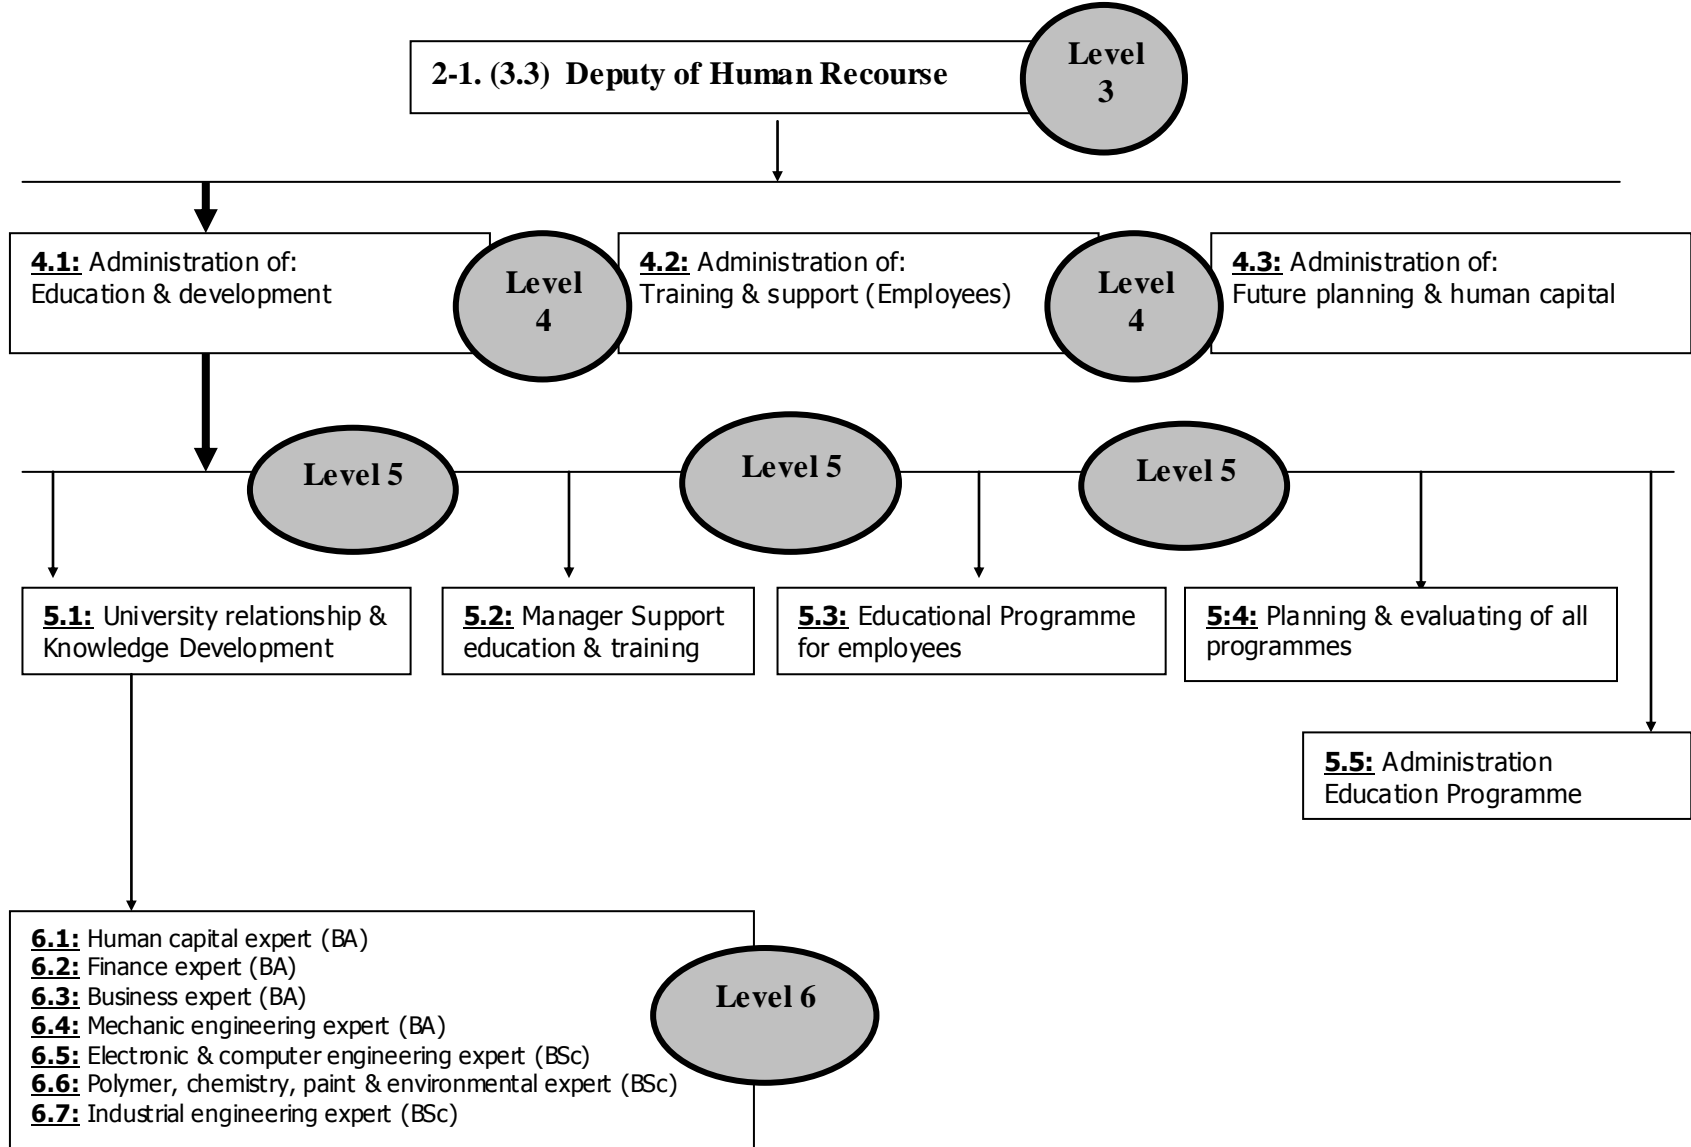 2-1. (3.3) Deputy of Human Recourse
Level
3
4.1: Administration of:
Education & development
Level
4
4.2: Administration of:
Training & support (Employees)
Level
4
4.3: Administration of:
Future planning & human capital
Level 5
Level 5
Level 5
5.1: University relationship &
Knowledge Development
5.2: Manager Support
education & training
5.3: Educational Programme
for employees
5:4: Planning & evaluating of all
programmes
5.5: Administration
Education Programme
6.1: Human capital expert (BA)
6.2: Finance expert (BA)
6.3: Business expert (BA)
6.4: Mechanic engineering expert (BA)
6.5: Electronic & computer engineering expert (BSc)
6.6: Polymer, chemistry, paint & environmental expert (BSc)
6.7: Industrial engineering expert (BSc)
Level 6